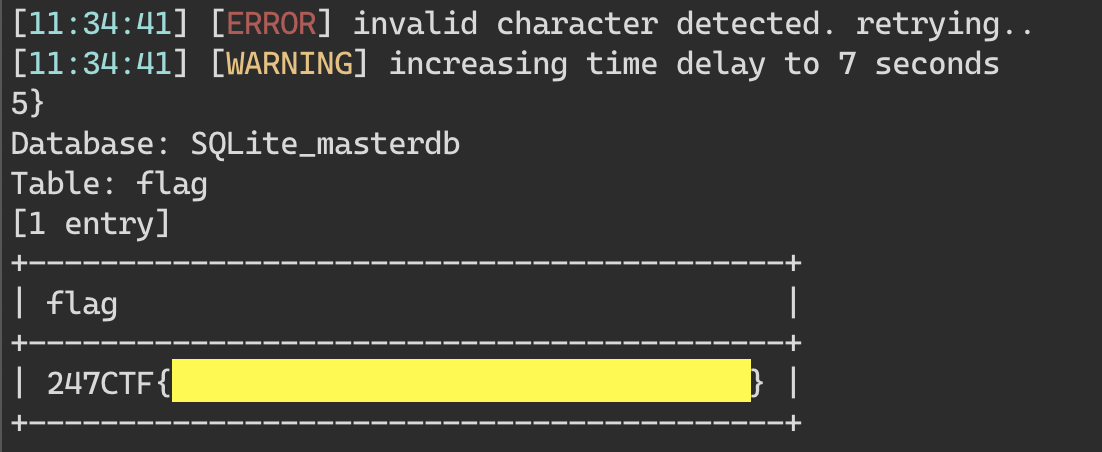 [11:34:41] [ERROR] invalid character detected. retrying..
[11:34:41] [WARNING] increasing time delay to 7 seconds
5}
Database: SQLite_masterdb
Table: flag
[1 entry]
+------------------------------------------+
| flag |
+------------------------------------------+
| 247CTF{} |
+------------------------------------------+